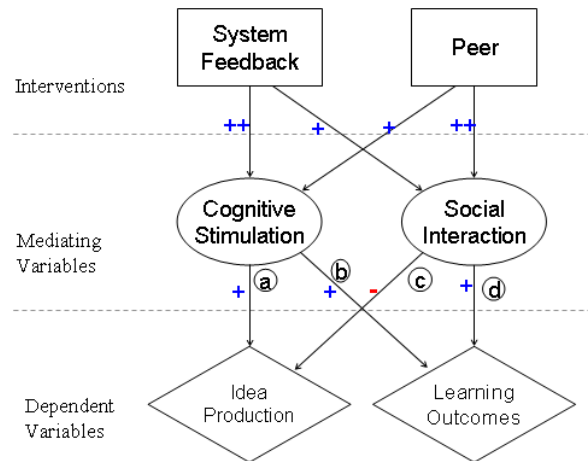 System
Feedback
Peer
Interventions
++ + + ++
Cognitive
Stimulation
Social
Interaction
Mediating
Variables
a b c d
+ + - +
Idea
Production
Learning
Outcomes
Dependent
Variables